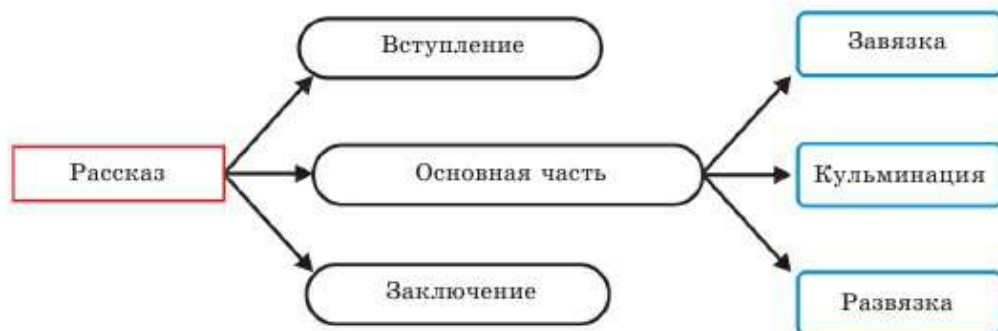 Рассказ
Вступление
Основная часть
Заключение
Завязка
Кульминация
Развязка